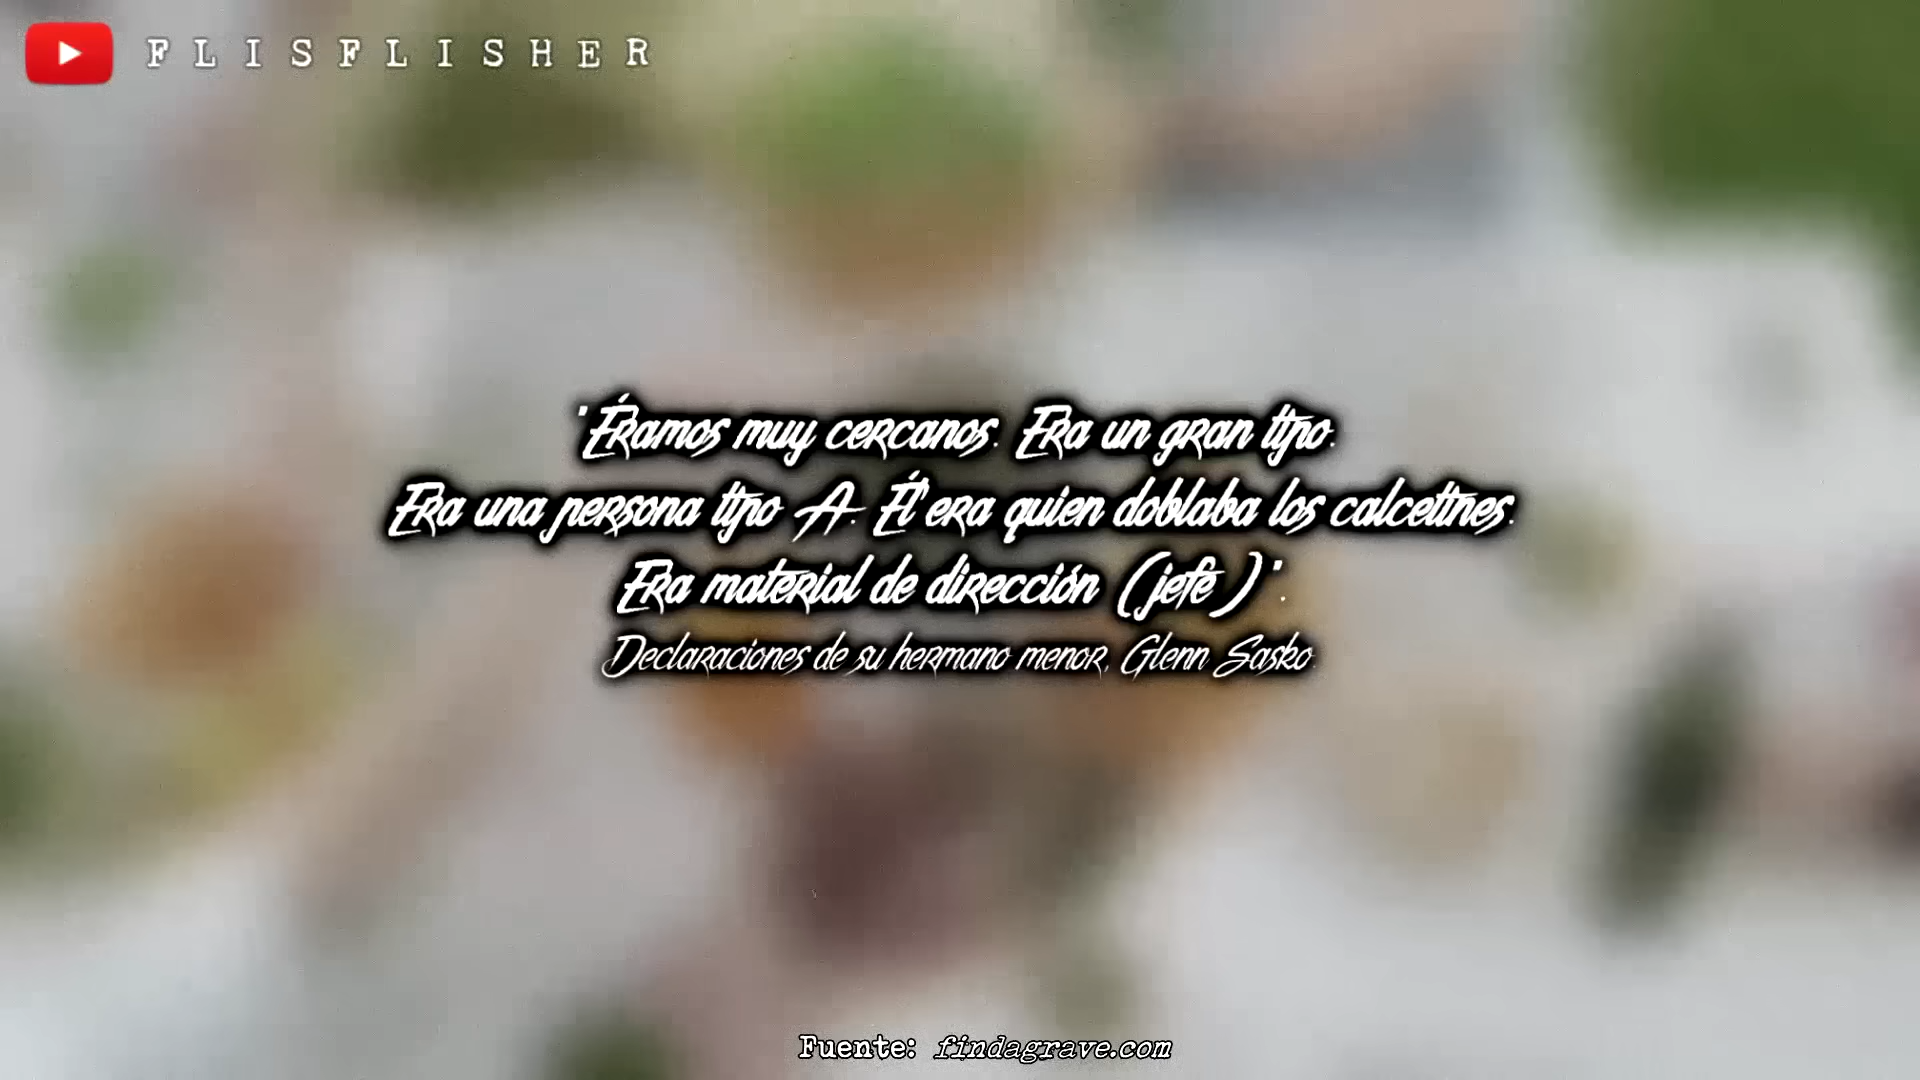 FLISFLISHER
"Éramos muy cercanos. Era un gran tipo.
Era una persona tipo A. Él era quien doblaba los calcetines.
Era material de dirección (jefe)".
Declaraciones de su hermano menor, Glenn Sasko.
Fuente: findagrave.com